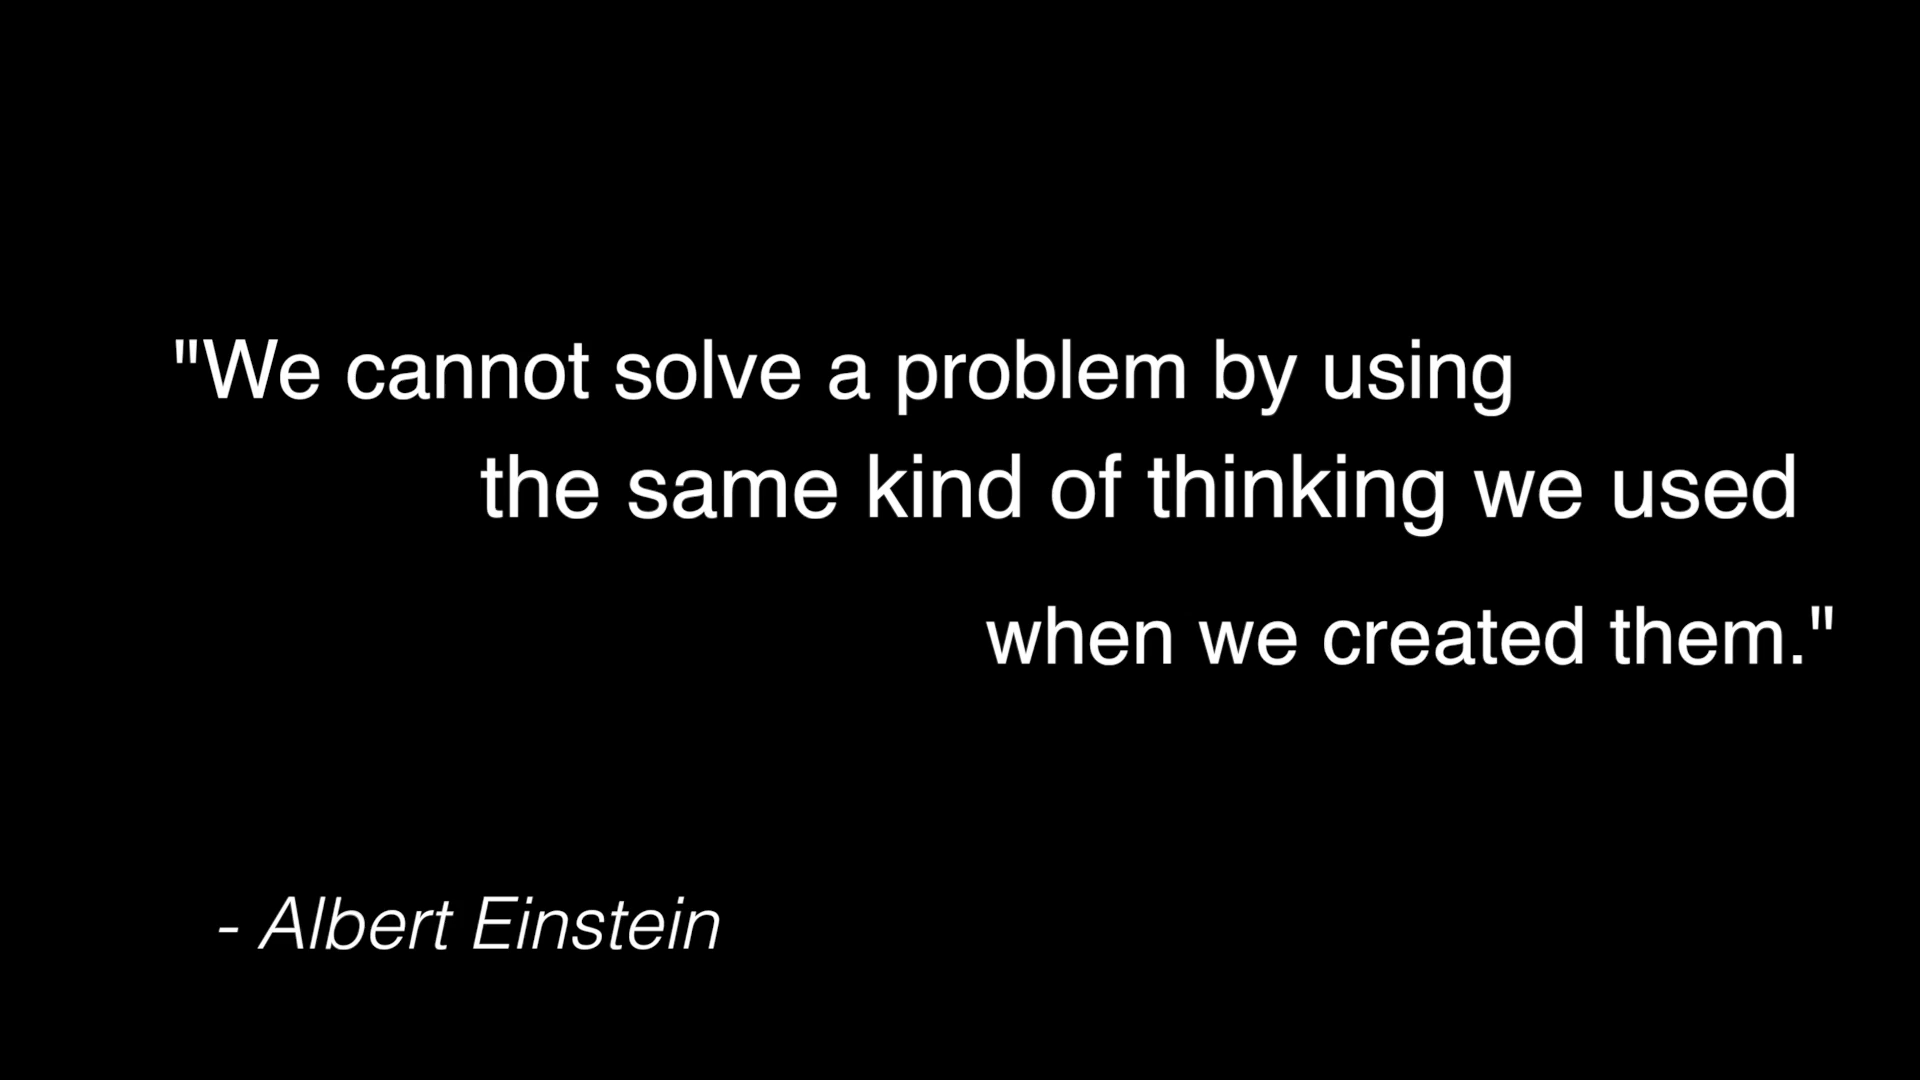 "We cannot solve a problem by using
the same kind of thinking we used
when we created them."
- Albert Einstein